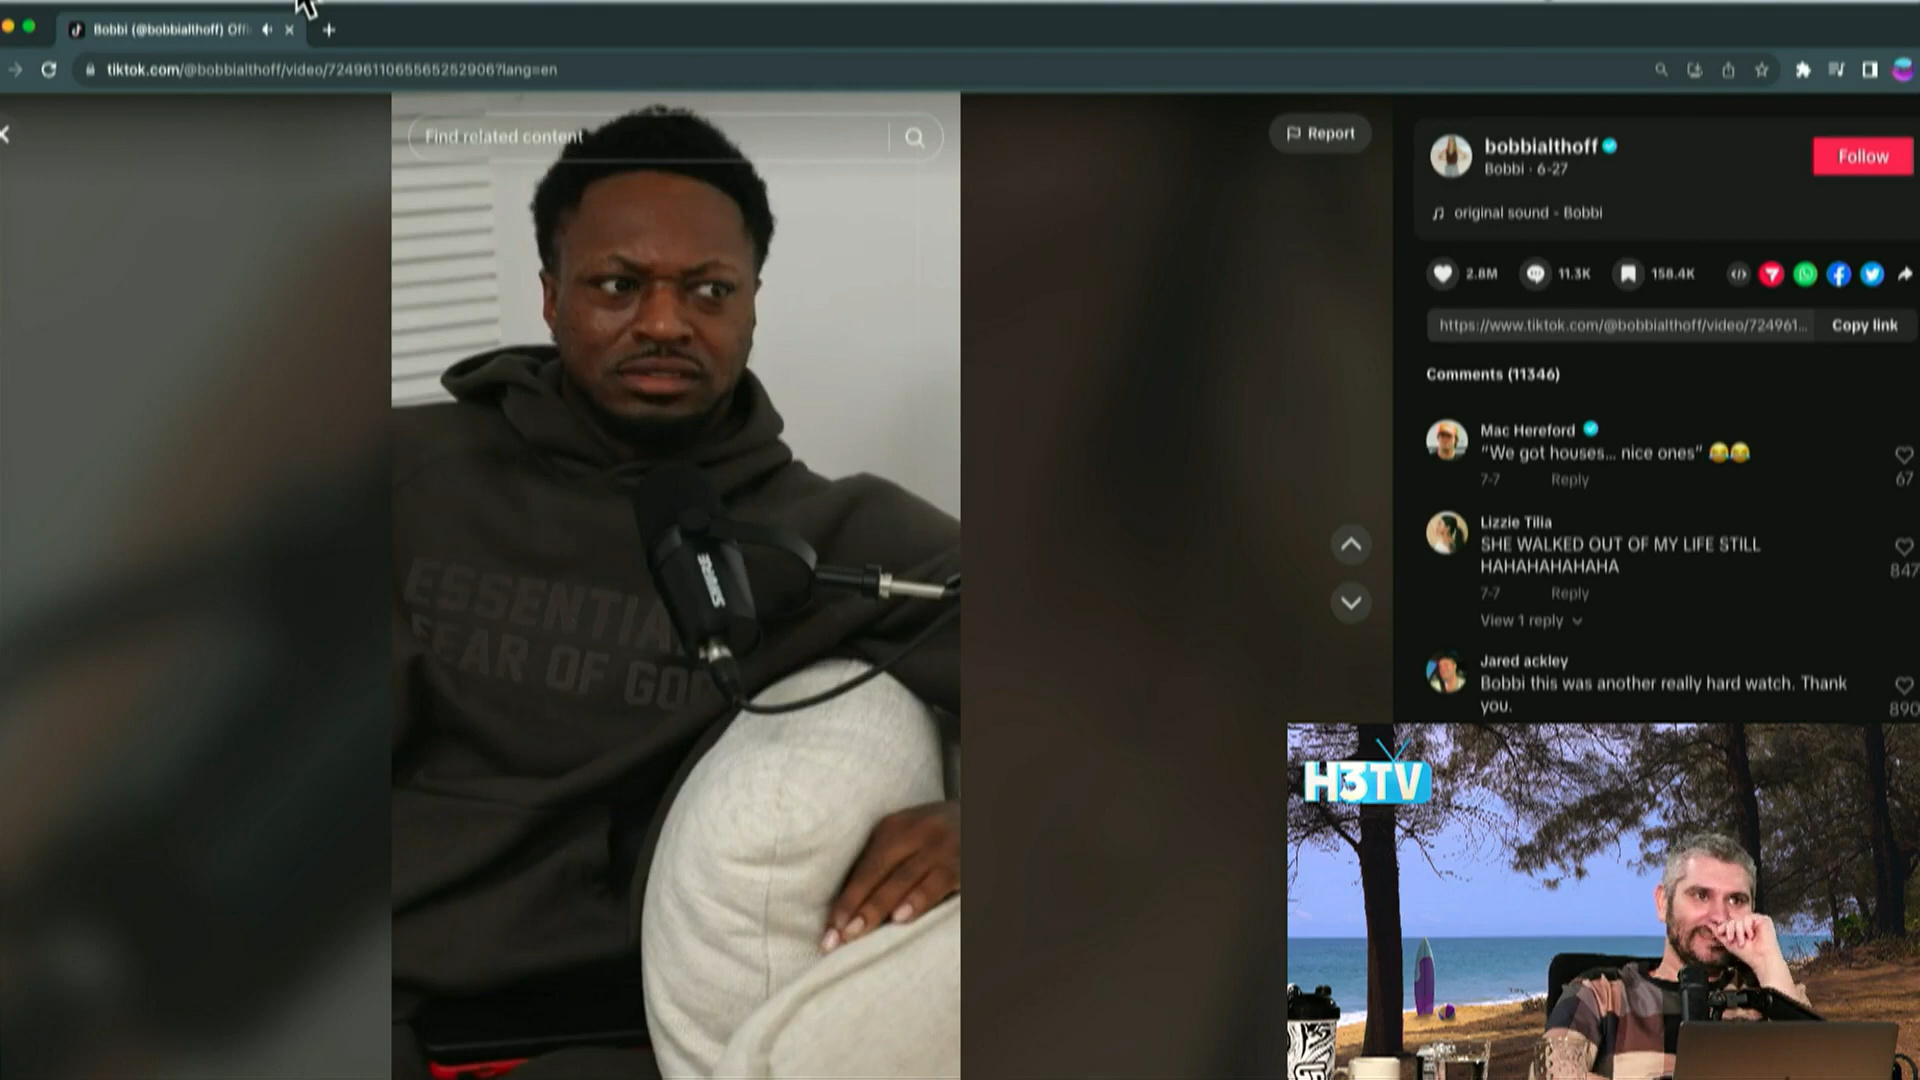 Bobbi (@bobbialthoff) Offi
tiktok.com/@bobbialthoff/video/7249611065565252906?lang=en
Find related content
Report
bobbialthoff
Bobbi · 6-27
Follow
original sound - Bobbi
2.8M
11.3K
158.4K
https://www.tiktok.com/@bobbialthoff/video/724961...
Copy link
Comments (11346)
Mac Hereford
"We got houses... nice ones" 😂😂
7-7 Reply
67
Lizzie Tilia
SHE WALKED OUT OF MY LIFE STILL
HAHAHAHAHAHA
847
7-7 Reply
View 1 reply
Jared ackley
Bobbi this was another really hard watch. Thank
you.
890
ESSENTIA
FEAR OF GOD
SHURE
H3TV